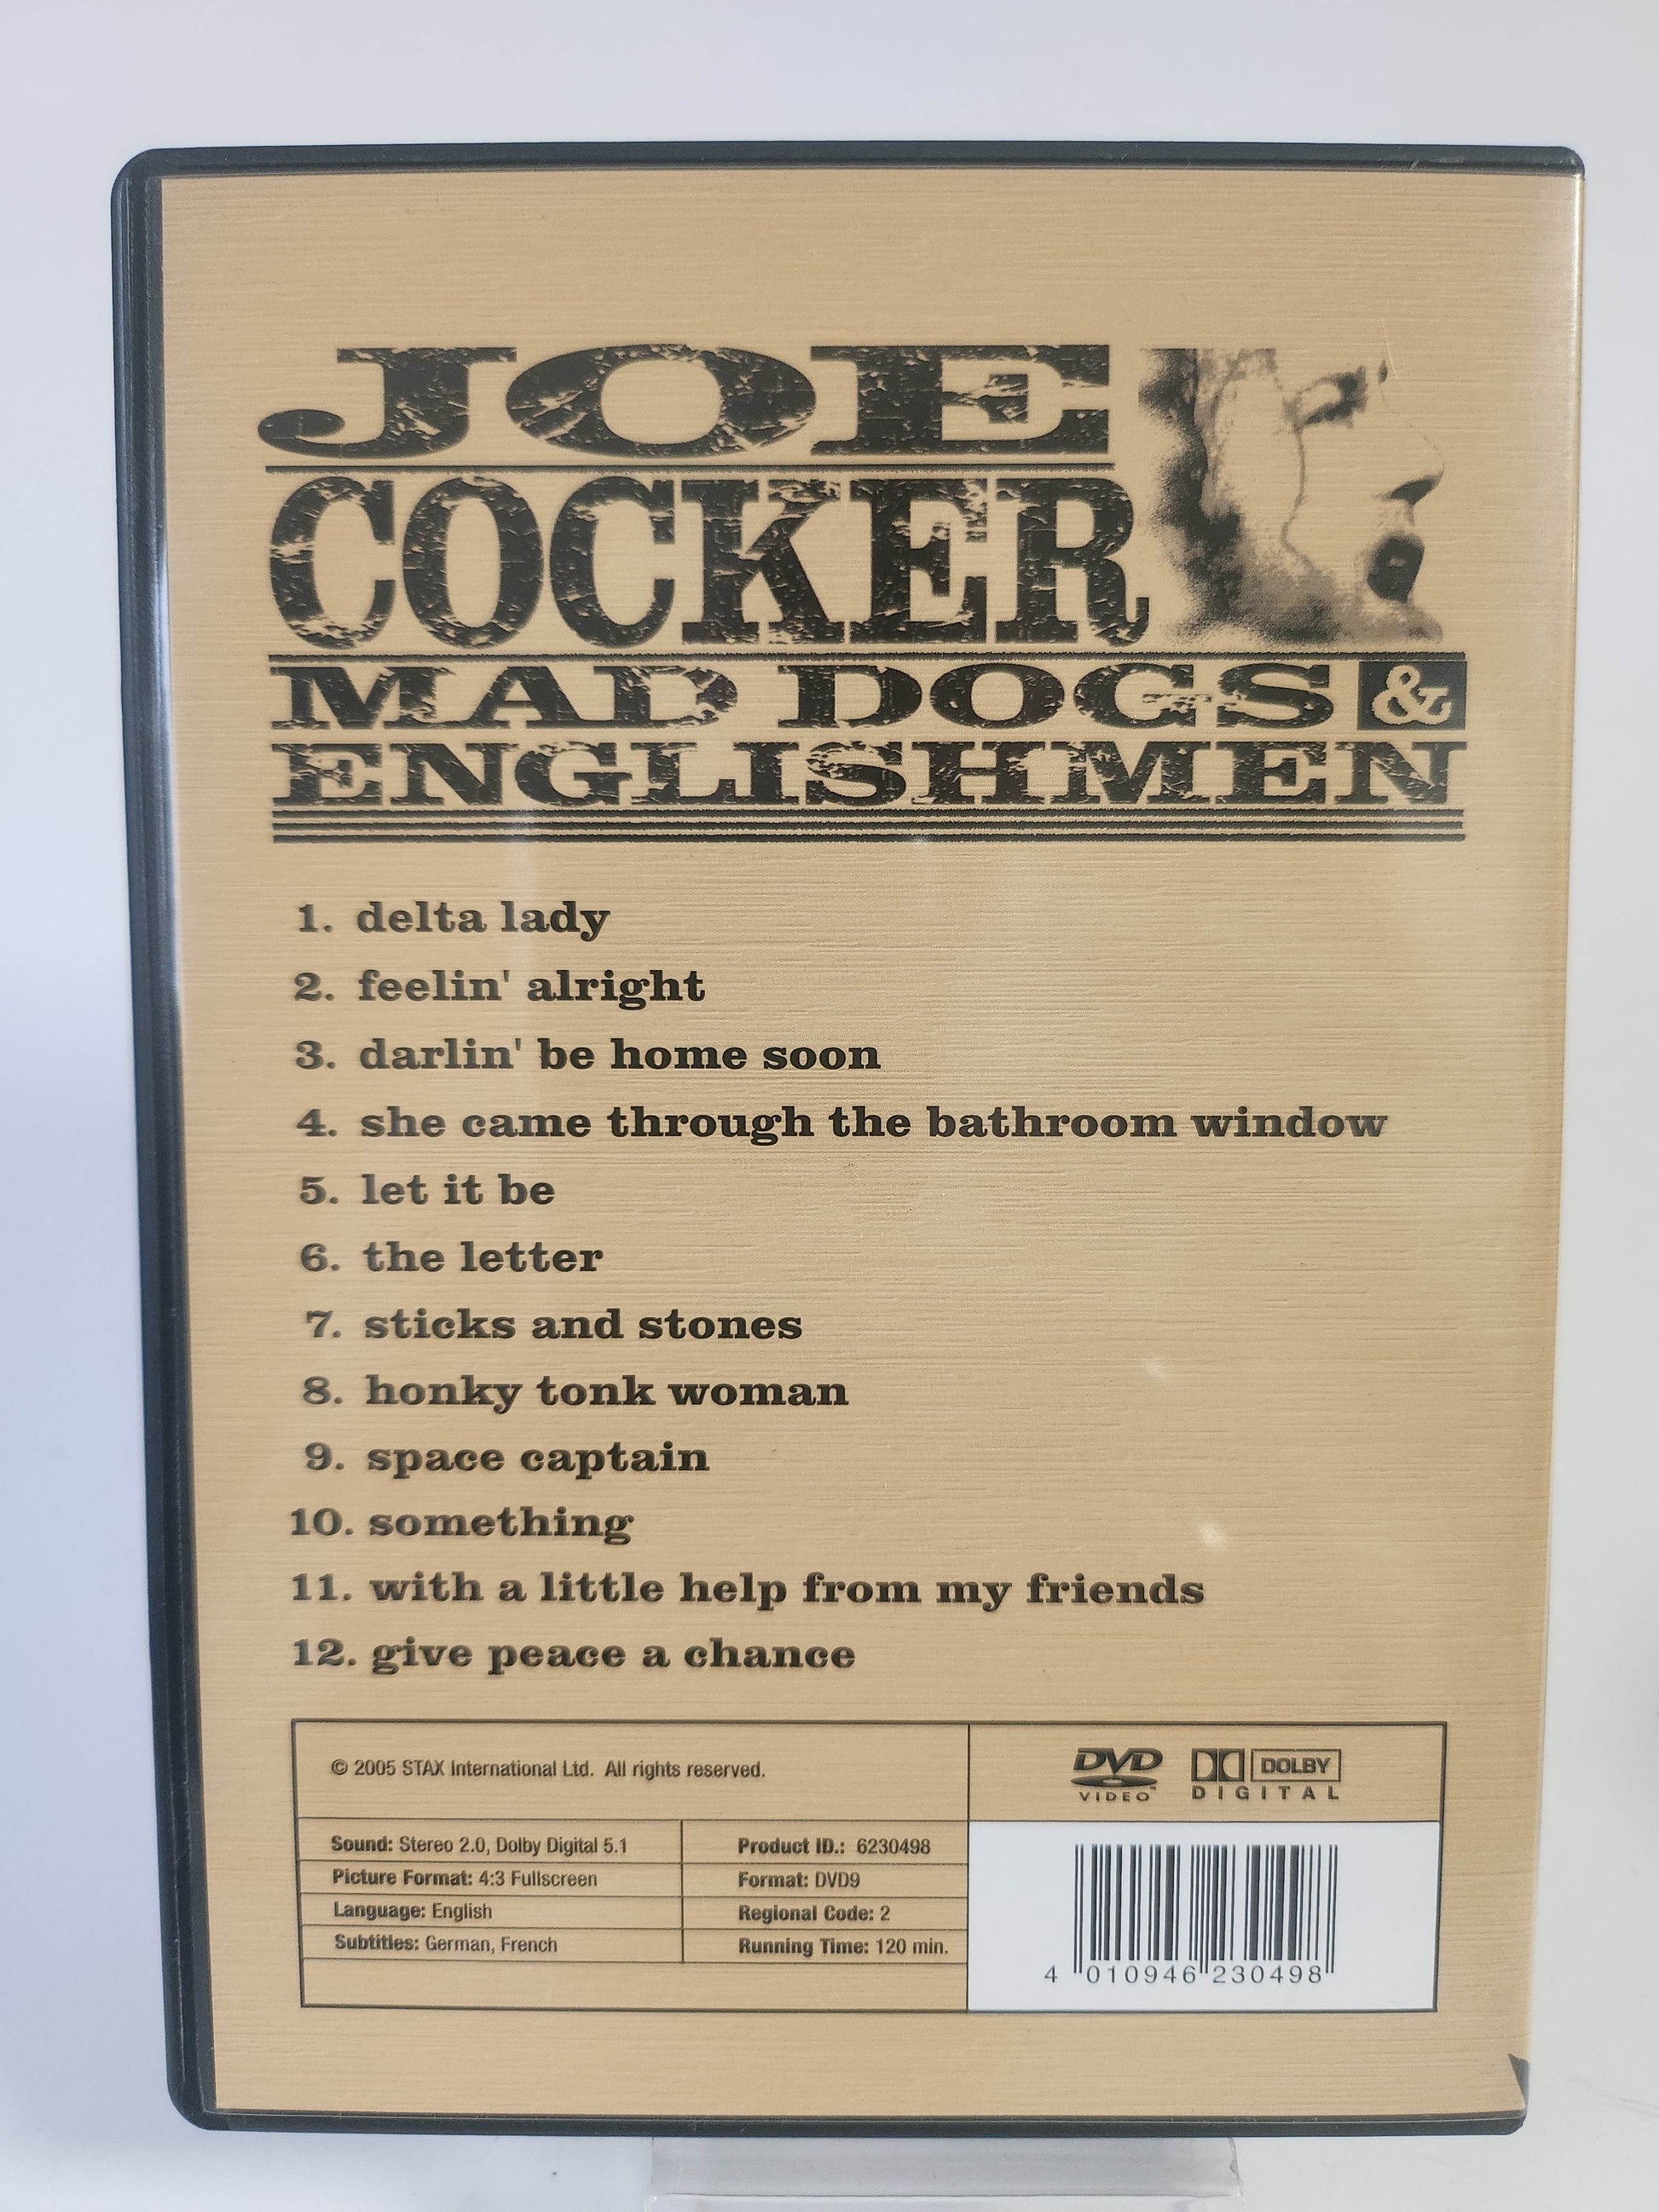 JOE
COCKER
MAD DOGS &
ENGLISHMEN
1. delta lady
2. feelin' alright
3. darlin' be home soon
4. she came through the bathroom window
5. let it be
6. the letter
7. sticks and stones
8. honky tonk woman
9. space captain
10. something
11. with a little help from my friends
12. give peace a chance
© 2005 STAX International Ltd. All rights reserved.
DVD
VIDEO™
DOLBY
DIGITAL
Sound: Stereo 2.0, Dolby Digital 5.1
Product ID.: 6230498
Picture Format: 4:3 Fullscreen
Format: DVD9
Language: English
Regional Code: 2
Subtitles: German, French
Running Time: 120 min.
4 010946 230498